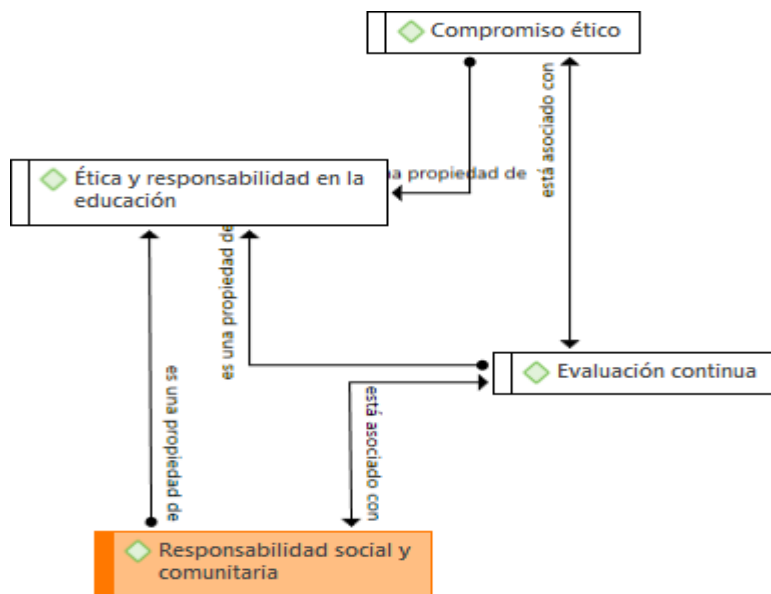 Compromiso ético
está asociado con
Ética y responsabilidad en la
educación
propiedad de
es una propiedad de
Evaluación continua
es una propiedad de
está asociado con
Responsabilidad social y
comunitaria